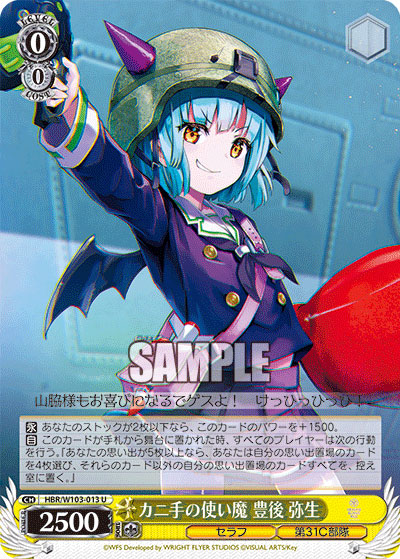 LEVEL
0
0
COST
SAMPLE
山脇様もお喜びになるでゲスよ! けっひっひっひ!
永 あなたのストックが2枚以下なら、このカードのパワーを+1500。
自 このカードが手札から舞台に置かれた時、すべてのプレイヤーは次の行動
を行う。『あなたの思い出が5枚以上なら、あなたは自分の思い出置場のカード
を4枚選び、それらのカード以外の自分の思い出置場のカードすべてを、控え
室に置く。』
CH HBR/W103-013 U
カニ手の使い魔 豊後 弥生
2500
セラフ
第31C部隊
©WFS Developed by WRIGHT FLYER STUDIOS ©VISUAL ARTS/Key